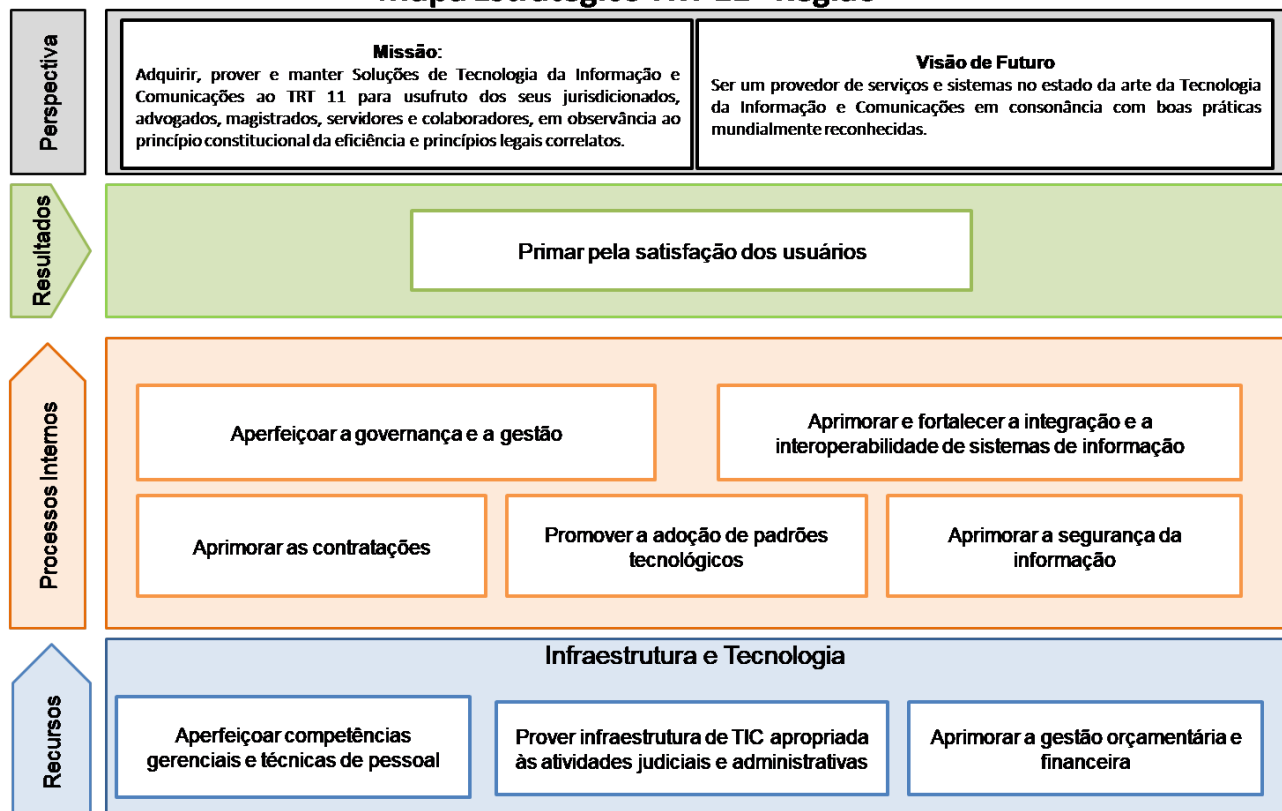 Mapa Estratégico TRT 11ª Região
Perspectiva
Missão:
Adquirir, prover e manter Soluções de Tecnologia da Informação e
Comunicações ao TRT 11 para usufruto dos seus jurisdicionados,
advogados, magistrados, servidores e colaboradores, em observância ao
princípio constitucional da eficiência e princípios legais correlatos.
Visão de Futuro
Ser um provedor de serviços e sistemas no estado da arte da Tecnologia
da Informação e Comunicações em consonância com boas práticas
mundialmente reconhecidas.
Resultados
Primar pela satisfação dos usuários
Processos Internos
Aperfeiçoar a governança e a gestão
Aprimorar e fortalecer a integração e a
interoperabilidade de sistemas de informação
Aprimorar as contratações
Promover a adoção de padrões
tecnológicos
Aprimorar a segurança da
informação
Recursos
Infraestrutura e Tecnologia
Aperfeiçoar competências
gerenciais e técnicas de pessoal
Prover infraestrutura de TIC apropriada
às atividades judiciais e administrativas
Aprimorar a gestão orçamentária e
financeira